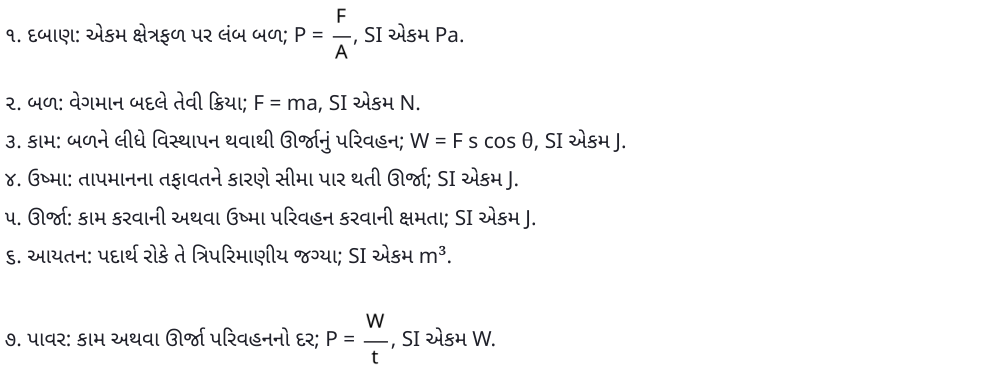 ૧. દબાણ: એકમ ક્ષેત્રફળ પર લંબ બળ; P = F/A, SI એકમ Pa.
૨. બળ: વેગમાન બદલે તેવી ક્રિયા; F = ma, SI એકમ N.
૩. કામ: બળને લીધે વિસ્થાપન થવાથી ઊર્જાનું પરિવહન; W = F s cos θ, SI એકમ J.
૪. ઉષ્મા: તાપમાનના તફાવતને કારણે સીમા પાર થતી ઊર્જા; SI એકમ J.
૫. ઊર્જા: કામ કરવાની અથવા ઉષ્મા પરિવહન કરવાની ક્ષમતા; SI એકમ J.
૬. આયતન: પદાર્થ રોકે તે ત્રિપરિમાણીય જગ્યા; SI એકમ m³.
૭. પાવર: કામ અથવા ઊર્જા પરિવહનનો દર; P = W/t, SI એકમ W.